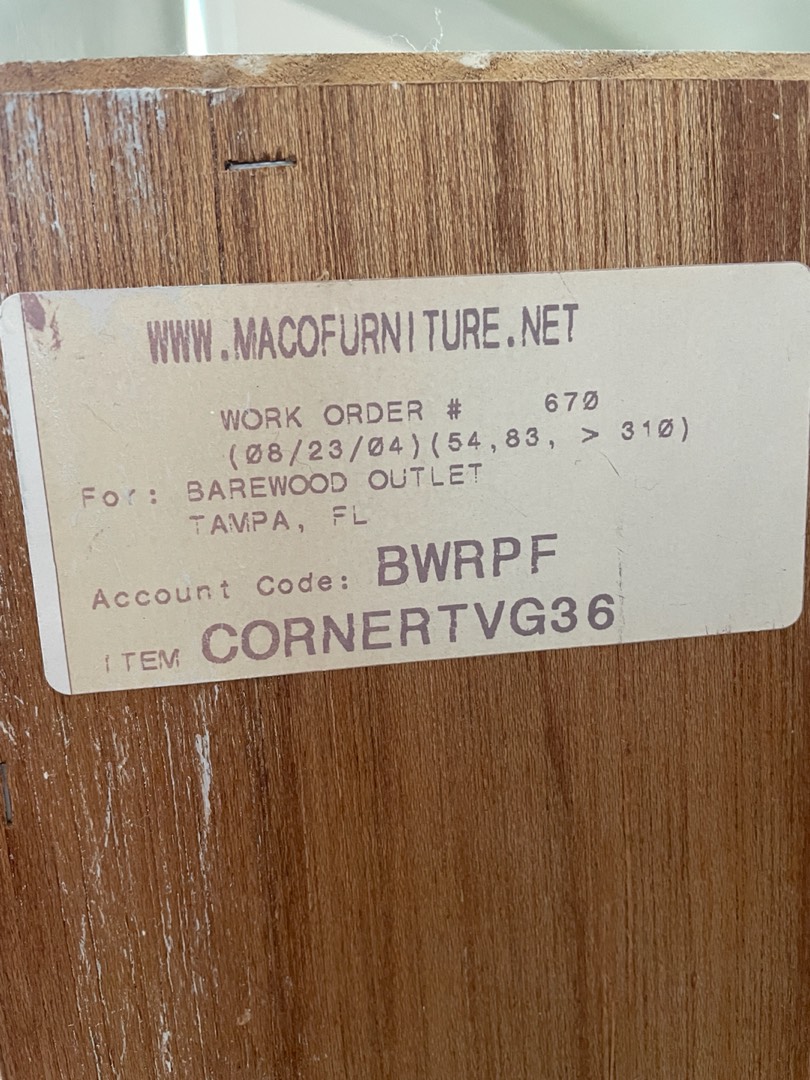 WWW.MACOFURNITURE.NET
WORK ORDER # 670
(08/23/04)(54,83, > 310)
For: BAREWOOD OUTLET
TAMPA, FL
Account Code: BWRPF
ITEM CORNERTVG36